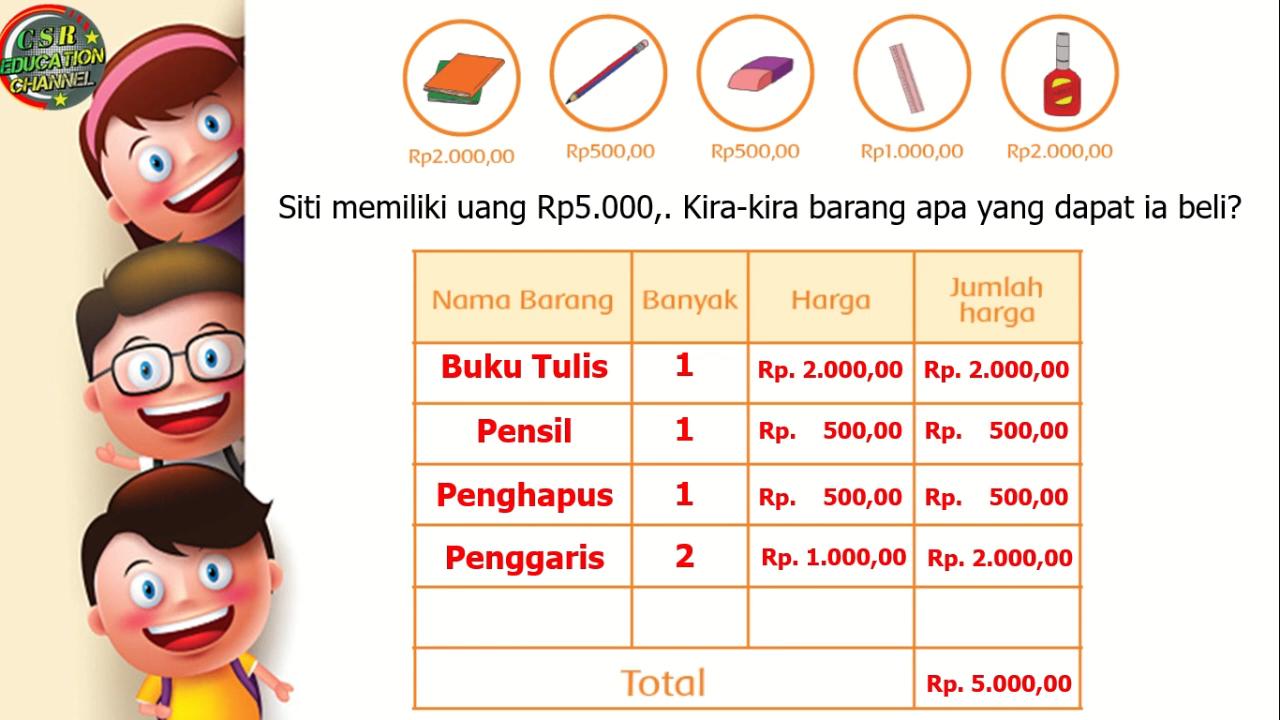 CSR
EDUCATION
CHANNEL
Rp2.000,00 Rp500,00 Rp500,00 Rp1.000,00 Rp2.000,00
Siti memiliki uang Rp5.000,. Kira-kira barang apa yang dapat ia beli?
Nama Barang Banyak Harga Jumlah harga
Buku Tulis 1 Rp. 2.000,00 Rp. 2.000,00
Pensil 1 Rp. 500,00 Rp. 500,00
Penghapus 1 Rp. 500,00 Rp. 500,00
Penggaris 2 Rp. 1.000,00 Rp. 2.000,00
Total Rp. 5.000,00